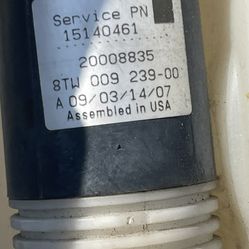 Service PN
15140461
20008835
8TW 009 239-00
A 09/03/14/07
Assembled in USA